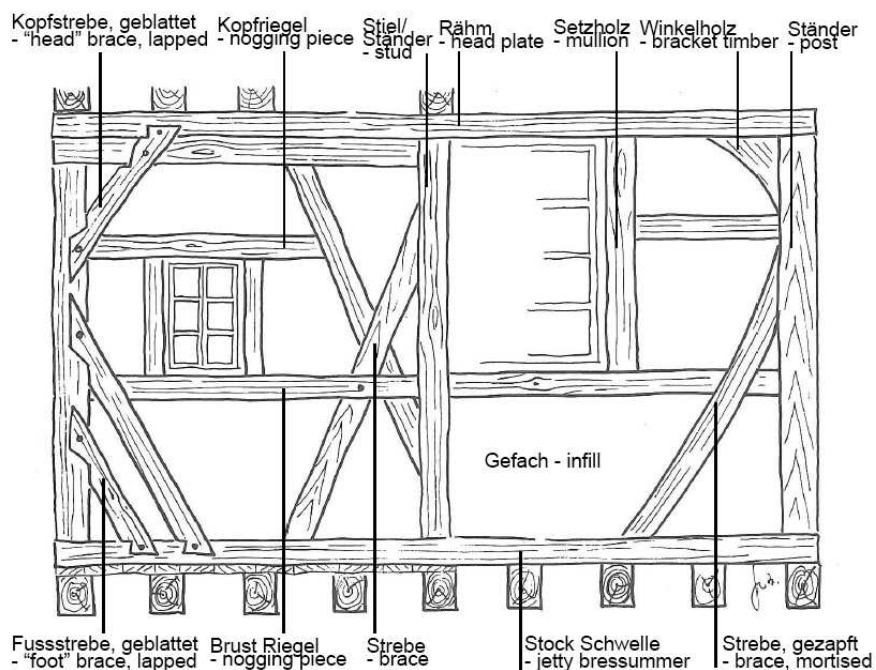 Kopfstrebe, geblattet
- "head" brace, lapped
Kopfriegel
- nogging piece
Stiel/
Ständer
- stud
Rähm
- head plate
Setzholz
- mullion
Winkelholz
- bracket timber
Ständer
- post
Gefach - infill
Fussstrebe, geblattet
- "foot" brace, lapped
Brust Riegel
- nogging piece
Strebe
- brace
Stock Schwelle
- jetty bressummer
Strebe, gezapft
- brace, mortised